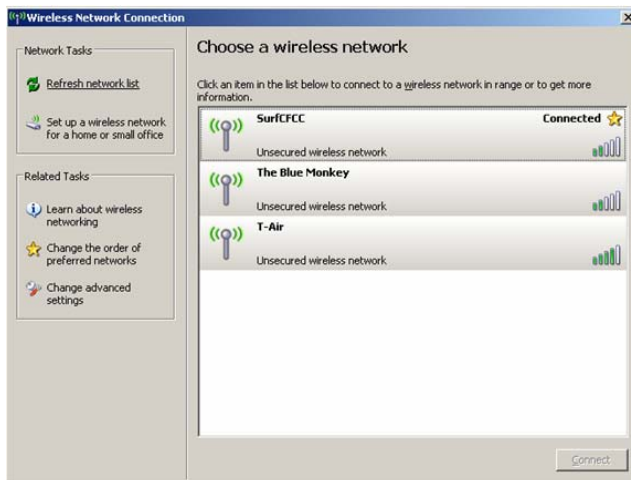 Wireless Network Connection
Network Tasks
Refresh network list
Set up a wireless network
for a home or small office
Related Tasks
Learn about wireless
networking
Change the order of
preferred networks
Change advanced
settings
Choose a wireless network
Click an item in the list below to connect to a wireless network in range or to get more
information.
SurfCFCC Connected
Unsecured wireless network
The Blue Monkey
Unsecured wireless network
T-Air
Unsecured wireless network
Connect